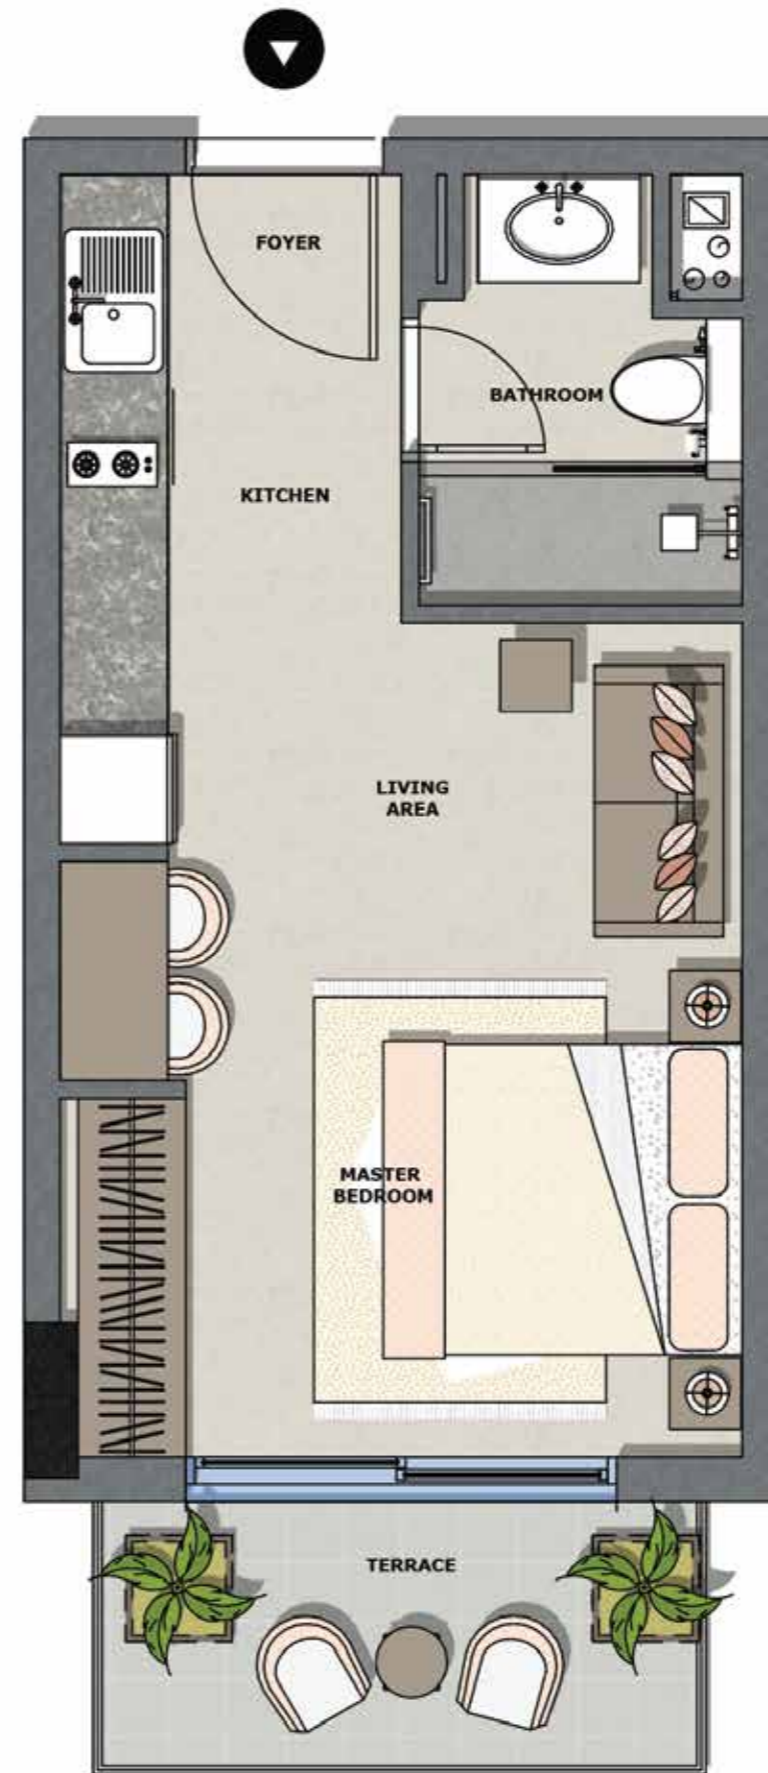 FOYER
BATHROOM
KITCHEN
LIVING
AREA
MASTER
BEDROOM
TERRACE